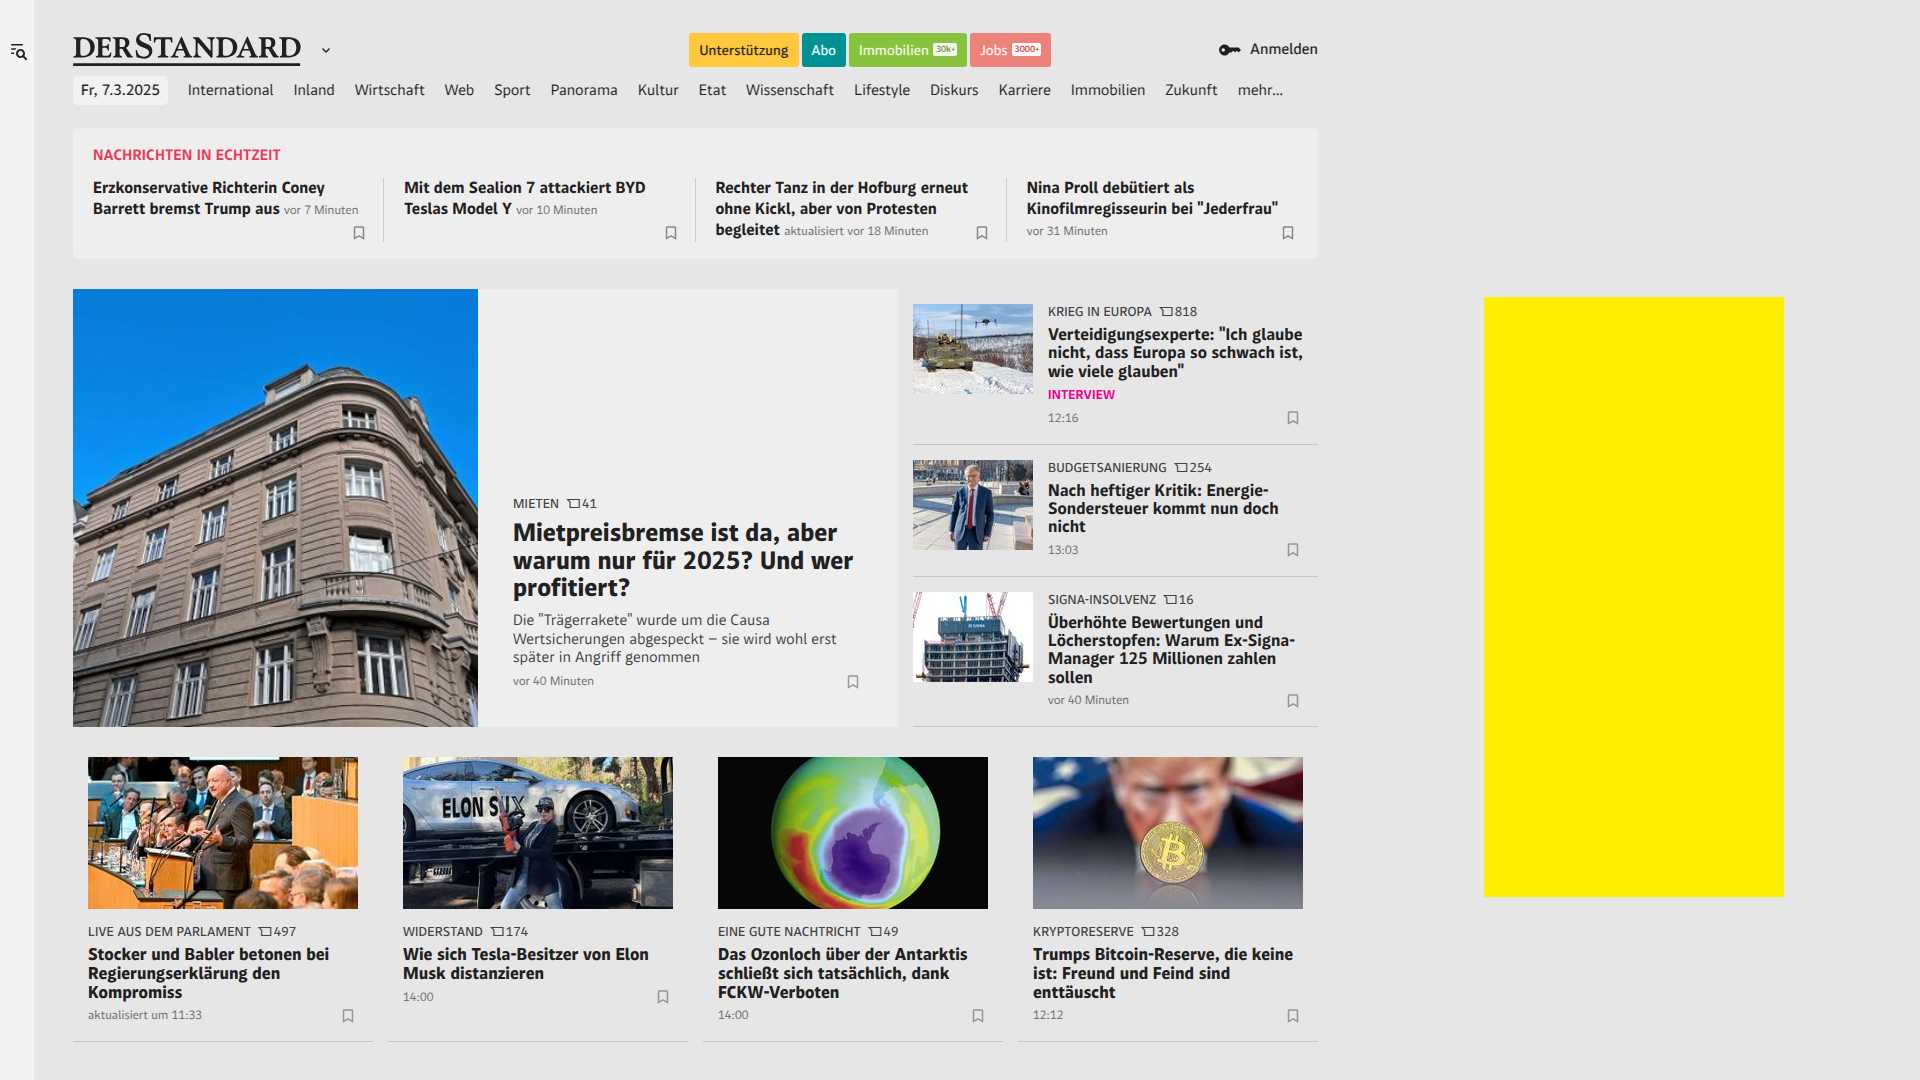 DERSTANDARD
Unterstützung
Abo
Immobilien 30k+
Jobs 3000+
Anmelden
Fr, 7.3.2025
International
Inland
Wirtschaft
Web
Sport
Panorama
Kultur
Etat
Wissenschaft
Lifestyle
Diskurs
Karriere
Immobilien
Zukunft
mehr...
NACHRICHTEN IN ECHTZEIT
Erzkonservative Richterin Coney
Barrett bremst Trump aus vor 7 Minuten
Mit dem Sealion 7 attackiert BYD
Teslas Model Y vor 10 Minuten
Rechter Tanz in der Hofburg erneut
ohne Kickl, aber von Protesten
begleitet aktualisiert vor 18 Minuten
Nina Proll debütiert als
Kinofilmregisseurin bei "Jederfrau"
vor 31 Minuten
MIETEN 41
Mietpreisbremse ist da, aber
warum nur für 2025? Und wer
profitiert?
Die "Trägerrakete" wurde um die Causa
Wertsicherungen abgespeckt – sie wird wohl erst
später in Angriff genommen
vor 40 Minuten
KRIEG IN EUROPA 818
Verteidigungsexperte: "Ich glaube
nicht, dass Europa so schwach ist,
wie viele glauben"
INTERVIEW
12:16
BUDGETSANIERUNG 254
Nach heftiger Kritik: Energie-
Sondersteuer kommt nun doch
nicht
13:03
SIGNA-INSOLVENZ 16
Überhöhte Bewertungen und
Löcherstopfen: Warum Ex-Signa-
Manager 125 Millionen zahlen
sollen
vor 40 Minuten
LIVE AUS DEM PARLAMENT 497
Stocker und Babler betonen bei
Regierungserklärung den
Kompromiss
aktualisiert um 11:33
ELON SUX
WIDERSTAND 174
Wie sich Tesla-Besitzer von Elon
Musk distanzieren
14:00
EINE GUTE NACHTRICHT 49
Das Ozonloch über der Antarktis
schließt sich tatsächlich, dank
FCKW-Verboten
14:00
KRYPTORESERVE 328
Trumps Bitcoin-Reserve, die keine
ist: Freund und Feind sind
enttäuscht
12:12